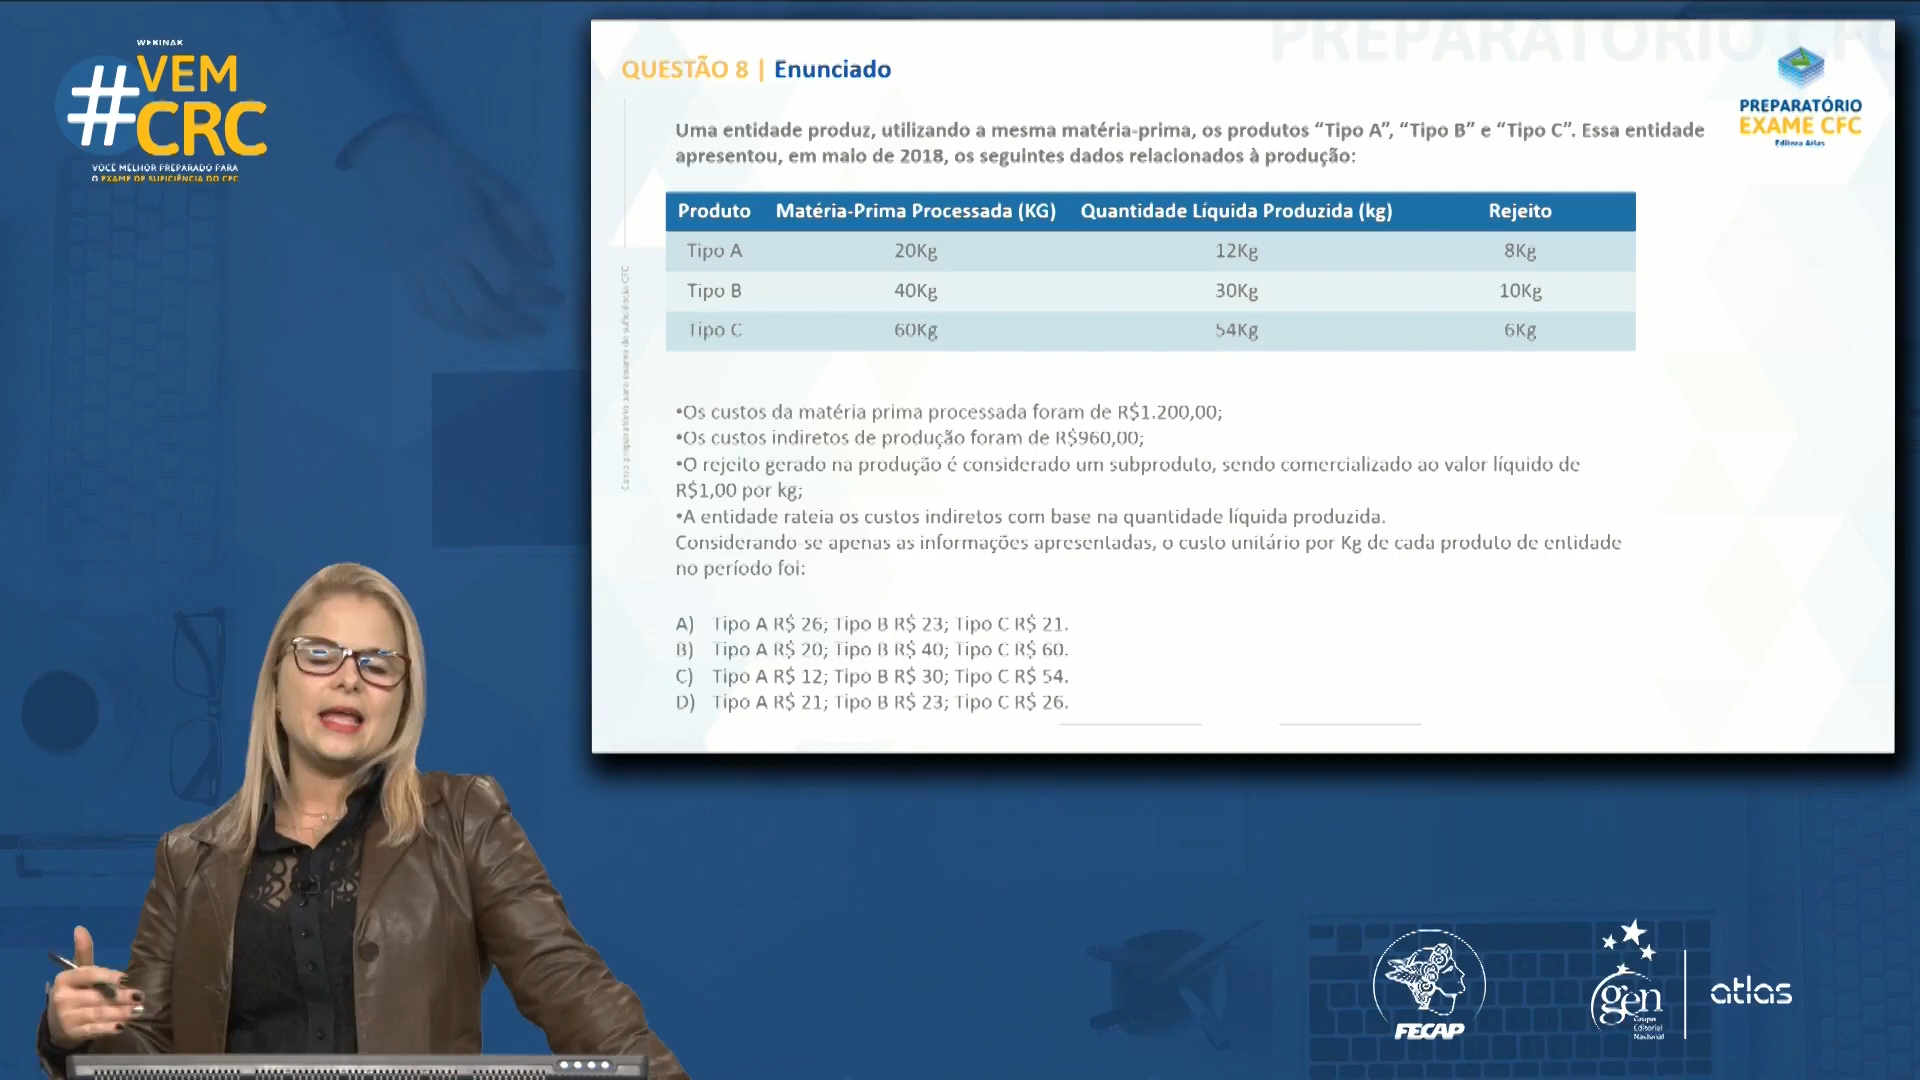 WEBINAR
#VEM
CRC
VOCÊ MELHOR PREPARADO PARA
O EXAME DE SUFICIÊNCIA DO CFC
PREPARATÓRIO CFC
QUESTÃO 8 | Enunciado
PREPARATÓRIO
EXAME CFC
Editora Atlas
Uma entidade produz, utilizando a mesma matéria-prima, os produtos “Tipo A”, “Tipo B” e “Tipo C”. Essa entidade
apresentou, em maio de 2018, os seguintes dados relacionados à produção:
Produto Matéria-Prima Processada (KG) Quantidade Líquida Produzida (kg) Rejeito
Tipo A 20Kg 12Kg 8Kg
Tipo B 40Kg 30Kg 10Kg
Tipo C 60Kg 54Kg 6Kg
•Os custos da matéria prima processada foram de R$1.200,00;
•Os custos indiretos de produção foram de R$960,00;
•O rejeito gerado na produção é considerado um subproduto, sendo comercializado ao valor líquido de
R$1,00 por kg;
•A entidade rateia os custos indiretos com base na quantidade líquida produzida.
Considerando-se apenas as informações apresentadas, o custo unitário por Kg de cada produto de entidade
no período foi:
A) Tipo A R$ 26; Tipo B R$ 23; Tipo C R$ 21.
B) Tipo A R$ 20; Tipo B R$ 40; Tipo C R$ 60.
C) Tipo A R$ 12; Tipo B R$ 30; Tipo C R$ 54.
D) Tipo A R$ 21; Tipo B R$ 23; Tipo C R$ 26.
FECAP
gen
Grupo
Editorial
Nacional
atlas